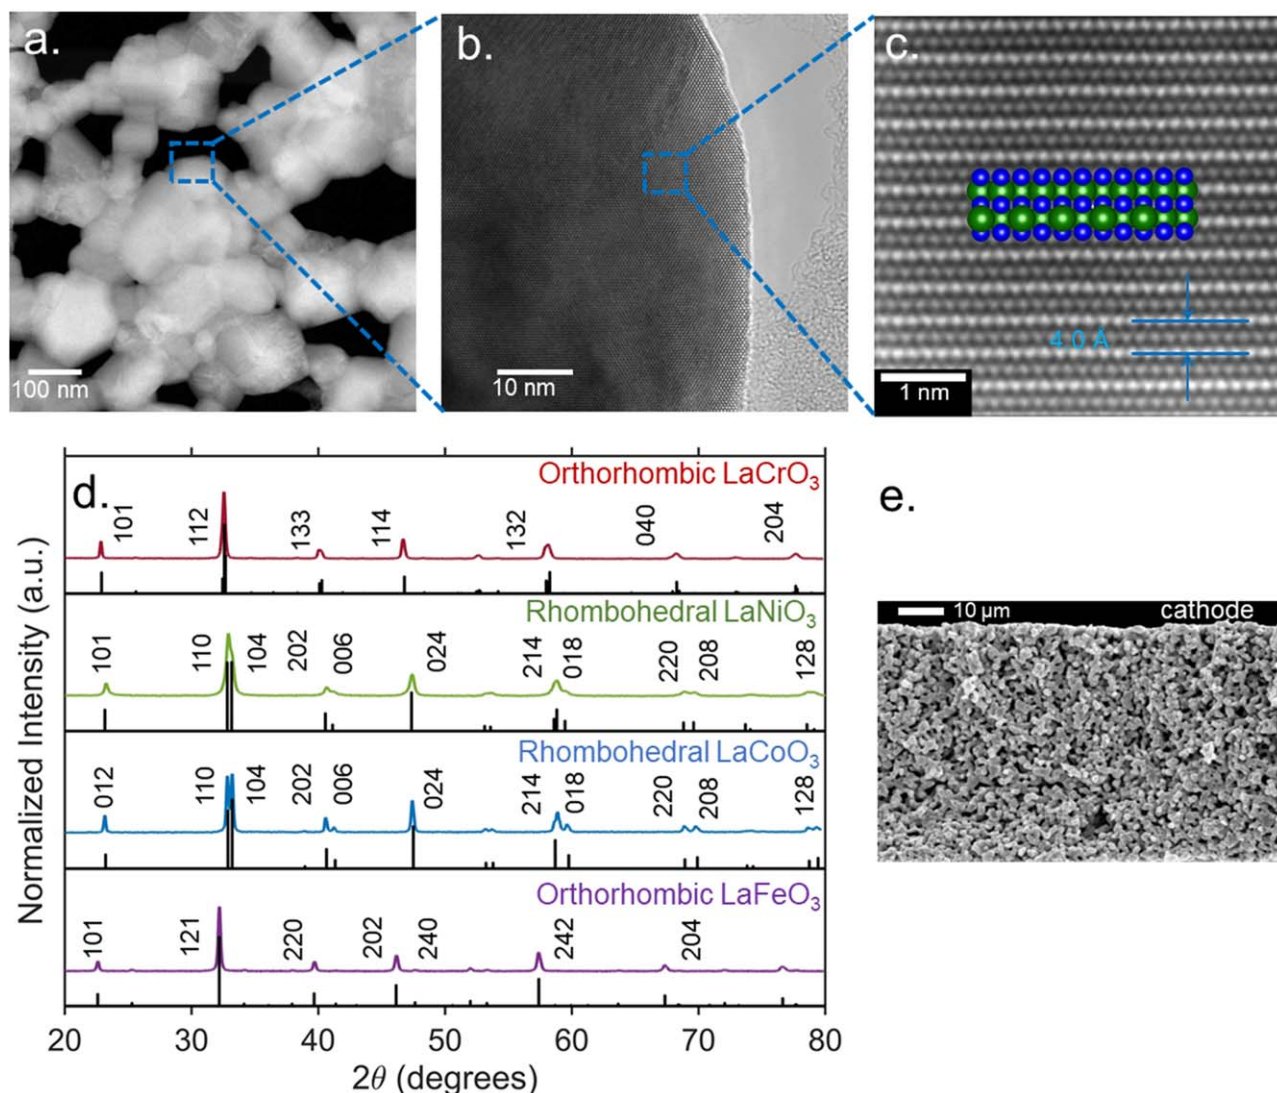 a.
100 nm
b.
10 nm
c.
4.0 Å
1 nm
d.
Orthorhombic LaCrO₃
101
112
133
114
132
040
204
Rhombohedral LaNiO₃
101
110
104
202
006
024
214
018
220
208
128
Rhombohedral LaCoO₃
012
110
104
202
006
024
214
018
220
208
128
Orthorhombic LaFeO₃
101
121
220
202
240
242
204
20 30 40 50 60 70 80
2θ (degrees)
Normalized Intensity (a.u.)
e.
10 µm
cathode